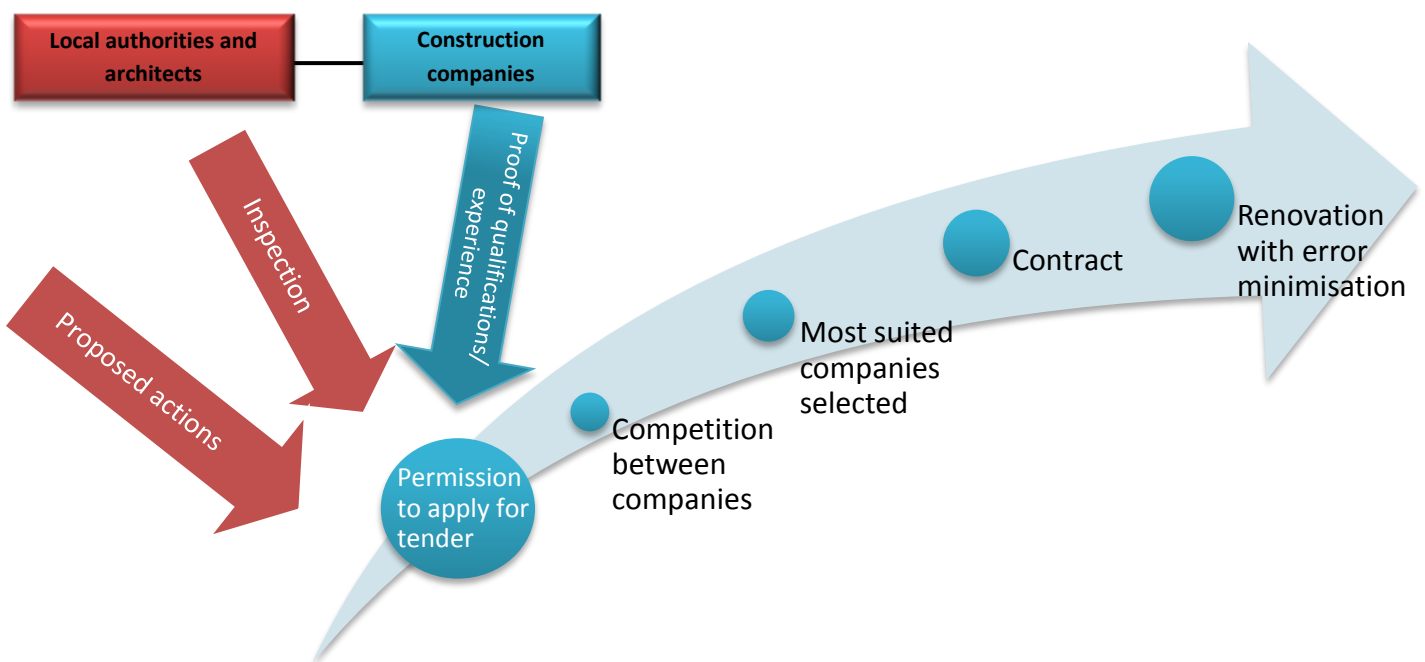 Local authorities and
architects
Construction
companies
Proof of qualifications/
experience
Inspection
Proposed actions
Permission
to apply for
tender
Competition
between
companies
Most suited
companies
selected
Contract
Renovation
with error
minimisation